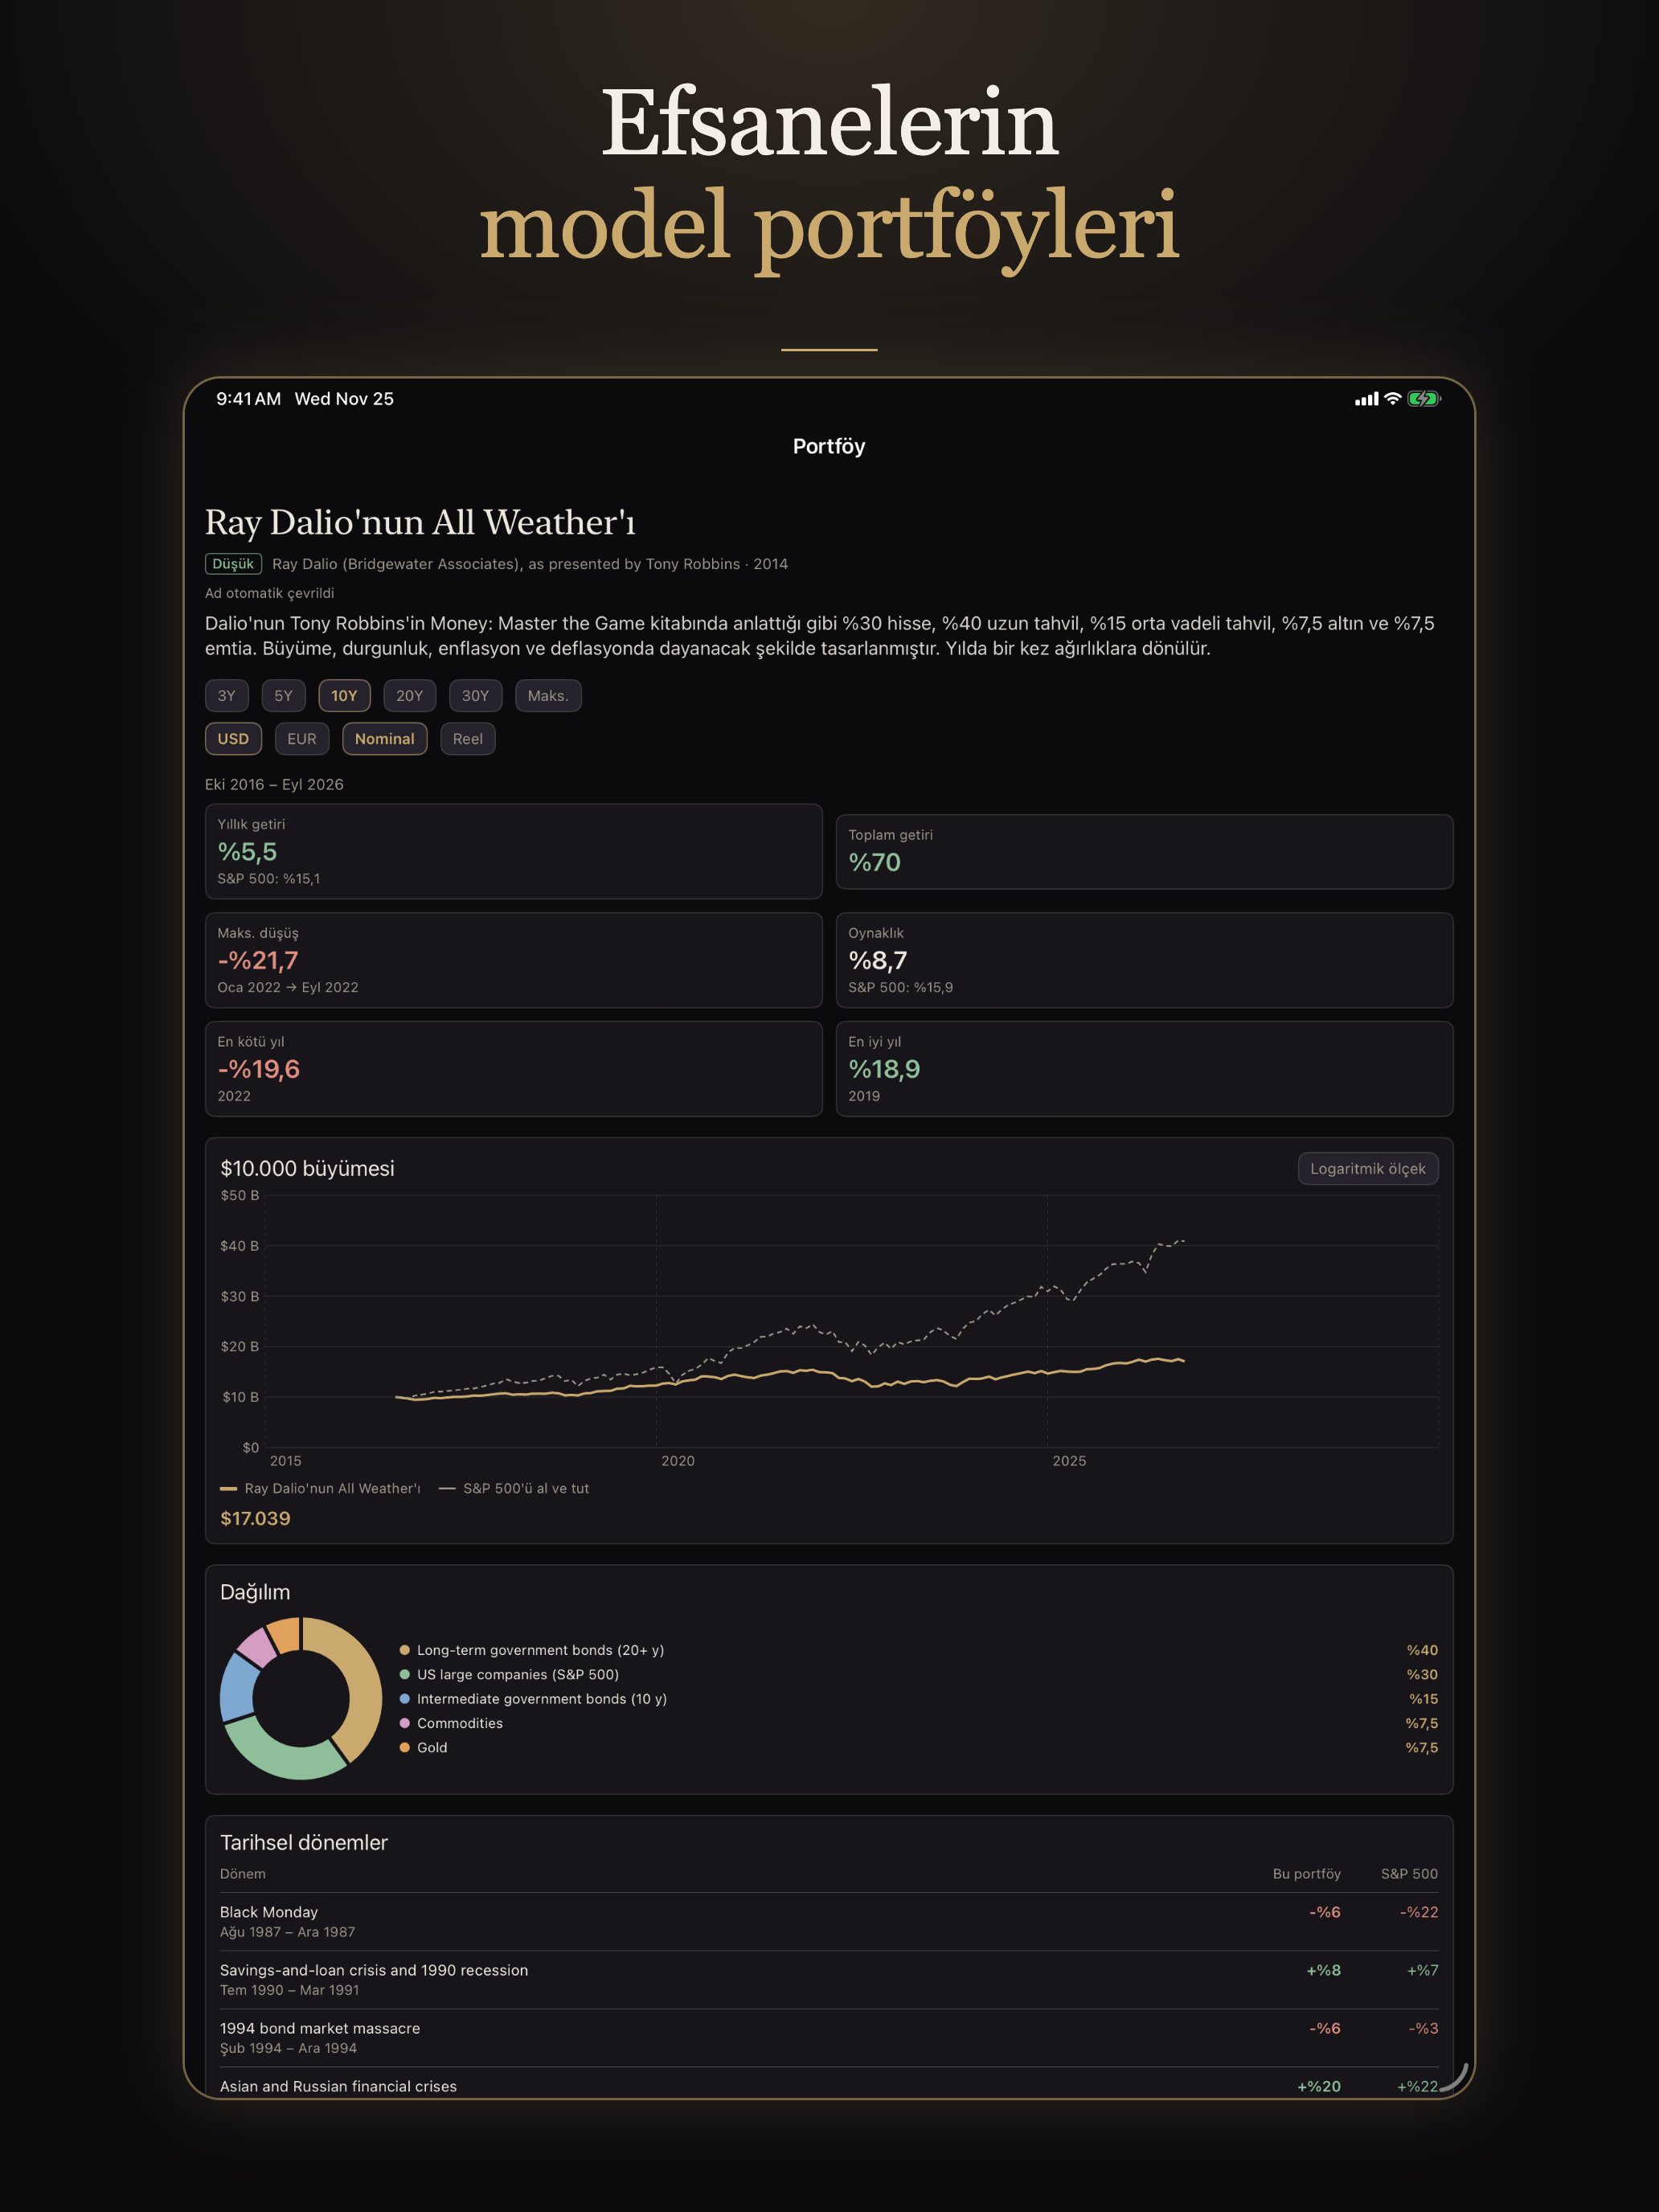 Efsanelerin
model portföyleri
9:41 AM Wed Nov 25
Portföy
Ray Dalio'nun All Weather'ı
Düşük Ray Dalio (Bridgewater Associates), as presented by Tony Robbins · 2014
Ad otomatik çevrildi
Dalio'nun Tony Robbins'in Money: Master the Game kitabında anlattığı gibi %30 hisse, %40 uzun tahvil, %15 orta vadeli tahvil, %7,5 altın ve %7,5
emtia. Büyüme, durgunluk, enflasyon ve deflasyonda dayanacak şekilde tasarlanmıştır. Yılda bir kez ağırlıklara dönülür.
3Y 5Y 10Y 20Y 30Y Maks.
USD EUR Nominal Reel
Eki 2016 – Eyl 2026
Yıllık getiri
%5,5
S&P 500: %15,1
Toplam getiri
%70
Maks. düşüş
-%21,7
Oca 2022 → Eyl 2022
Oynaklık
%8,7
S&P 500: %15,9
En kötü yıl
-%19,6
2022
En iyi yıl
%18,9
2019
$10.000 büyümesi
Logaritmik ölçek
$50 B
$40 B
$30 B
$20 B
$10 B
$0
2015 2020 2025
Ray Dalio'nun All Weather'ı S&P 500'ü al ve tut
$17.039
Dağılım
Long-term government bonds (20+ y) %40
US large companies (S&P 500) %30
Intermediate government bonds (10 y) %15
Commodities %7,5
Gold %7,5
Tarihsel dönemler
Dönem Bu portföy S&P 500
Black Monday -%6 -%22
Ağu 1987 – Ara 1987
Savings-and-loan crisis and 1990 recession +%8 +%7
Tem 1990 – Mar 1991
1994 bond market massacre -%6 -%3
Şub 1994 – Ara 1994
Asian and Russian financial crises +%20 +%22